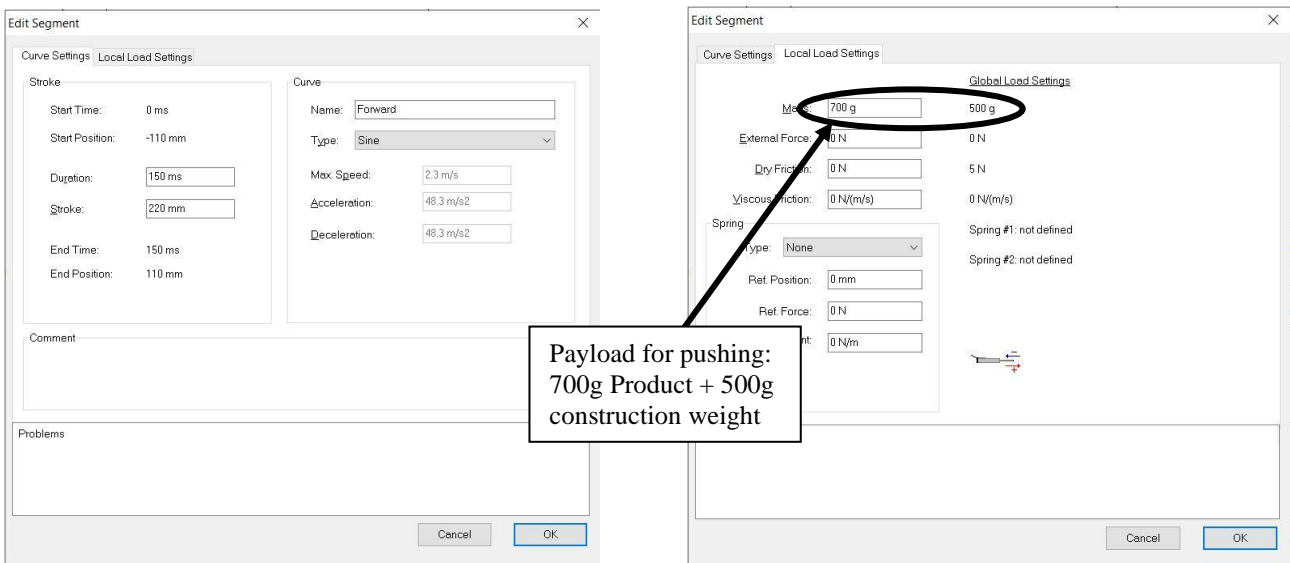 Edit Segment
Curve Settings Local Load Settings
Stroke
Start Time: 0 ms
Start Position: -110 mm
Duration: 150 ms
Stroke: 220 mm
End Time: 150 ms
End Position: 110 mm
Curve
Name: Forward
Type: Sine
Max. Speed: 2.3 m/s
Acceleration: 48.3 m/s2
Deceleration: 48.3 m/s2
Comment
Problems
Cancel OK
Edit Segment
Curve Settings Local Load Settings
Global Load Settings
Mass: 700 g 500 g
External Force: 0 N 0 N
Dry Friction: 0 N 5 N
Viscous Friction: 0 N/(m/s) 0 N/(m/s)
Spring
Type: None
Ref. Position: 0 mm
Ref. Force: 0 N
0 N/m
Spring #1: not defined
Spring #2: not defined
Payload for pushing:
700g Product + 500g
construction weight
Cancel OK